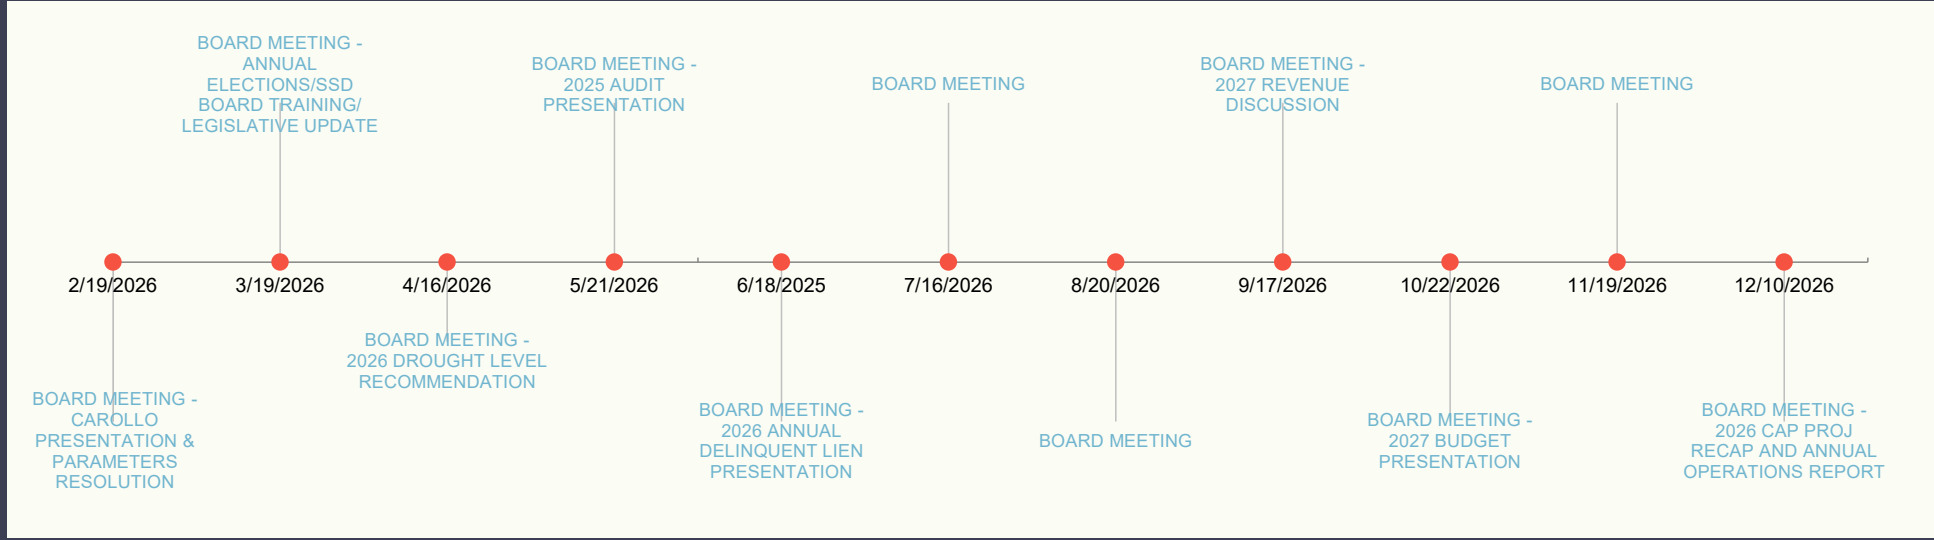 BOARD MEETING -
ANNUAL
ELECTIONS/SSD
BOARD TRAINING/
LEGISLATIVE UPDATE
BOARD MEETING -
2025 AUDIT
PRESENTATION
BOARD MEETING
BOARD MEETING -
2027 REVENUE
DISCUSSION
BOARD MEETING
2/19/2026
3/19/2026
4/16/2026
5/21/2026
6/18/2025
7/16/2026
8/20/2026
9/17/2026
10/22/2026
11/19/2026
12/10/2026
BOARD MEETING -
CAROLLO
PRESENTATION &
PARAMETERS
RESOLUTION
BOARD MEETING -
2026 DROUGHT LEVEL
RECOMMENDATION
BOARD MEETING -
2026 ANNUAL
DELINQUENT LIEN
PRESENTATION
BOARD MEETING
BOARD MEETING -
2027 BUDGET
PRESENTATION
BOARD MEETING -
2026 CAP PROJ
RECAP AND ANNUAL
OPERATIONS REPORT